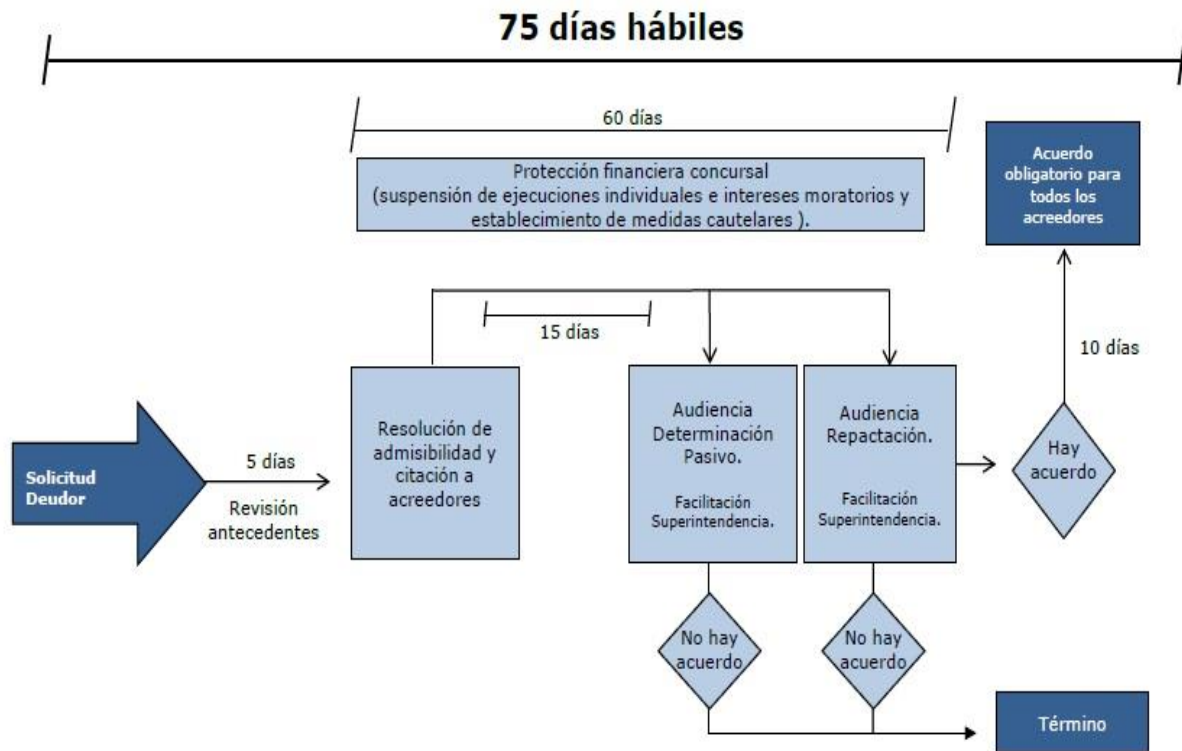 75 días hábiles
60 días
Protección financiera concursal
(suspensión de ejecuciones individuales e intereses moratorios y
establecimiento de medidas cautelares ).
Acuerdo
obligatorio para
todos los
acreedores
15 días
10 días
Solicitud
Deudor
5 días
Revisión
antecedentes
Resolución de
admisibilidad y
citación a
acreedores
Audiencia
Determinación
Pasivo.
Facilitación
Superintendencia.
Audiencia
Repactación.
Facilitación
Superintendencia.
Hay
acuerdo
No hay
acuerdo
No hay
acuerdo
Término